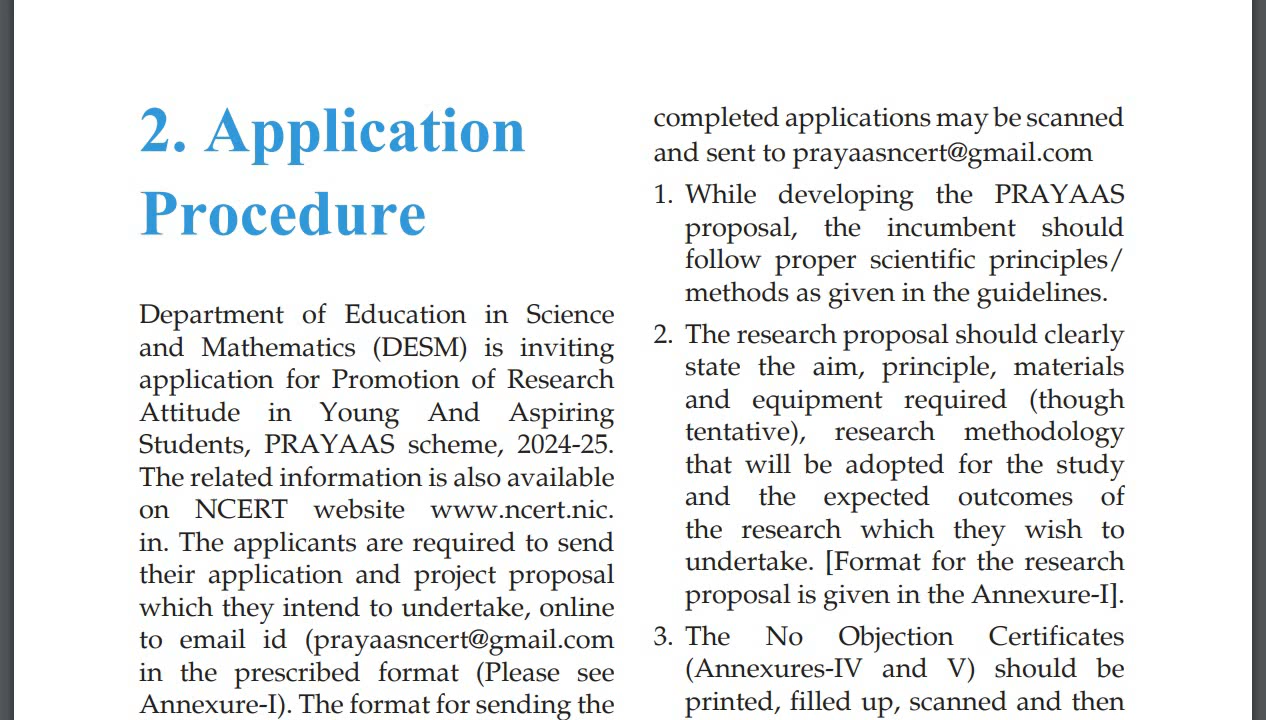 2. Application
Procedure
Department of Education in Science
and Mathematics (DESM) is inviting
application for Promotion of Research
Attitude in Young And Aspiring
Students, PRAYAAS scheme, 2024-25.
The related information is also available
on NCERT website www.ncert.nic.
in. The applicants are required to send
their application and project proposal
which they intend to undertake, online
to email id (prayaasncert@gmail.com
in the prescribed format (Please see
Annexure-I). The format for sending the
completed applications may be scanned
and sent to prayaasncert@gmail.com
1. While developing the PRAYAAS
proposal, the incumbent should
follow proper scientific principles/
methods as given in the guidelines.
2. The research proposal should clearly
state the aim, principle, materials
and equipment required (though
tentative), research methodology
that will be adopted for the study
and the expected outcomes of
the research which they wish to
undertake. [Format for the research
proposal is given in the Annexure-I].
3. The No Objection Certificates
(Annexures-IV and V) should be
printed, filled up, scanned and then